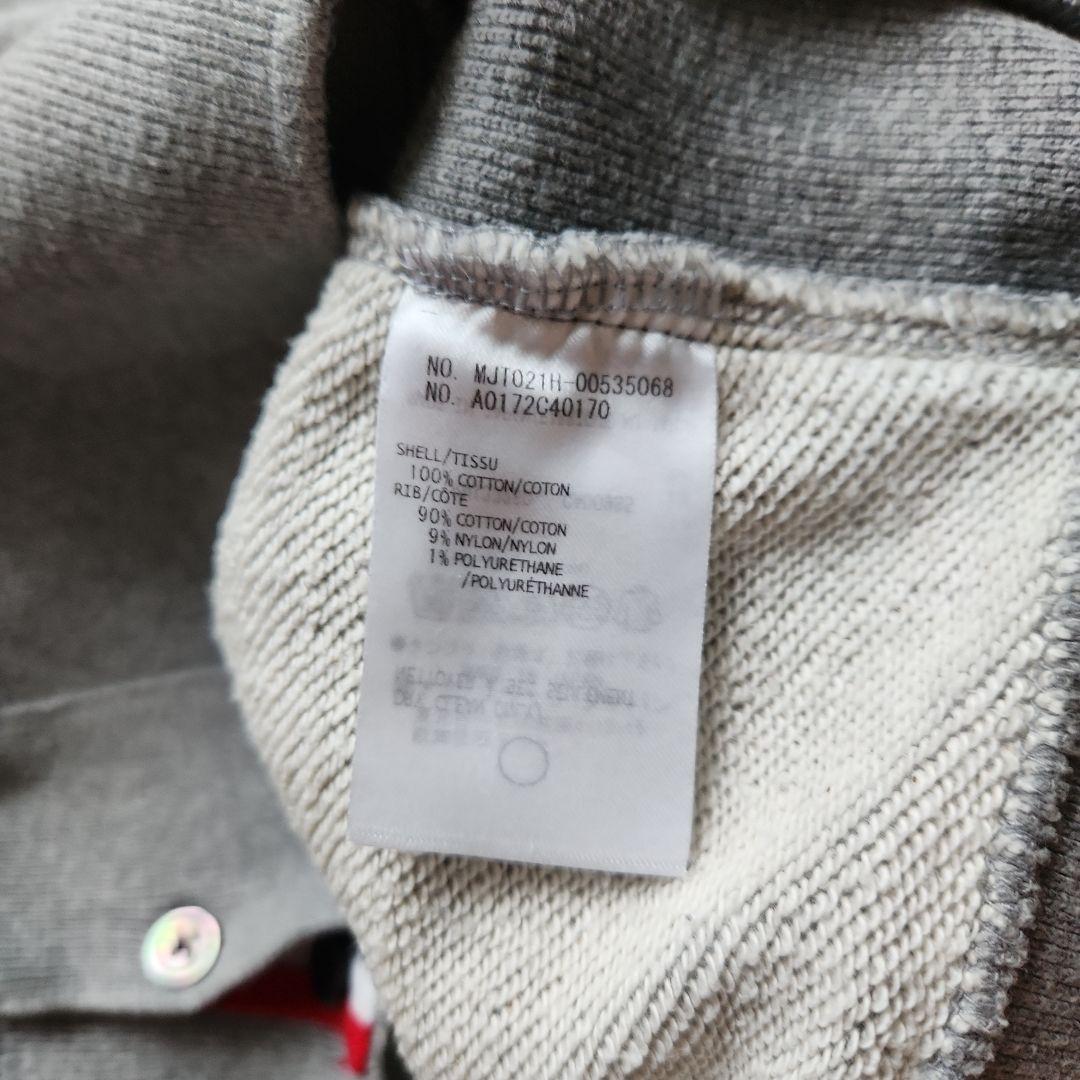 NO. MJT021H-00535068
NO. A0172C40170
SHELL/TISSU
100% COTTON/COTON
RIB/CÔTE
90% COTTON/COTON
9% NYLON/NYLON
1% POLYURETHANE
/POLYURÉTHANNE